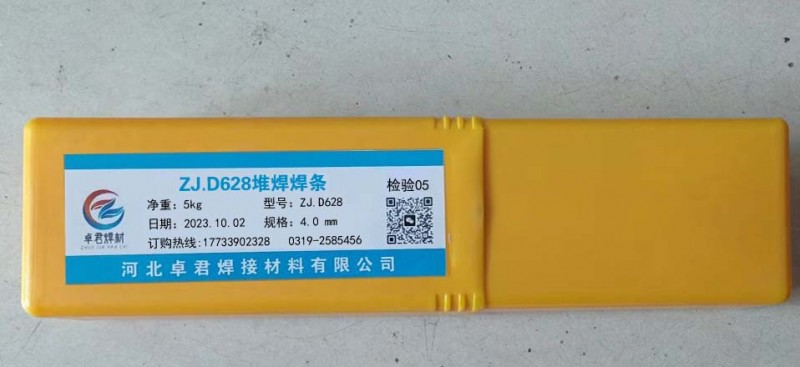 ZJ.D628堆焊焊条
检验05
净重：5kg 型号：ZJ.D628
日期：2023.10.02 规格：4.0 mm
订购热线:17733902328 0319-2585456
卓君焊材
河北卓君焊接材料有限公司